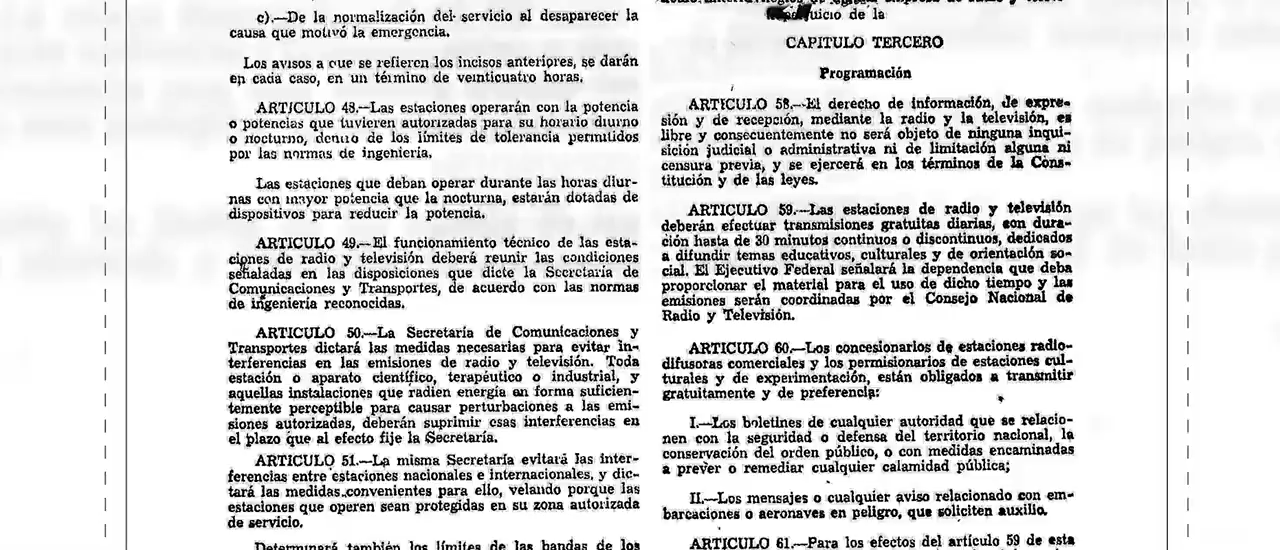 c).—De la normalización del servicio al desaparecer la
causa que motivó la emergencia.
Los avisos a que se refieren los incisos anteriores, se darán
en cada caso, en un término de veinticuatro horas.
ARTICULO 48.—Las estaciones operarán con la potencia
o potencias que tuvieren autorizadas para su horario diurno
o nocturno, dentro de los límites de tolerancia permitidos
por las normas de ingeniería.
Las estaciones que deban operar durante las horas diur-
nas con mayor potencia que la nocturna, estarán dotadas de
dispositivos para reducir la potencia.
ARTICULO 49.—El funcionamiento técnico de las esta-
ciones de radio y televisión deberá reunir las condiciones
señaladas en las disposiciones que dicte la Secretaría de
Comunicaciones y Transportes, de acuerdo con las normas
de ingeniería reconocidas.
ARTICULO 50.—La Secretaría de Comunicaciones y
Transportes dictará las medidas necesarias para evitar in-
terferencias en las emisiones de radio y televisión. Toda
estación o aparato científico, terapéutico o industrial, y
aquellas instalaciones que radien energía en forma suficien-
temente perceptible para causar perturbaciones a las emi-
siones autorizadas, deberán suprimir esas interferencias en
el plazo que al efecto fije la Secretaría.
ARTICULO 51.—La misma Secretaría evitará las inter-
ferencias entre estaciones nacionales e internacionales, y dic-
tará las medidas convenientes para ello, velando porque las
estaciones que operen sean protegidas en su zona autorizada
de servicio.
Determinará también los límites de las bandas de los
juicio de la
CAPITULO TERCERO
Programación
ARTICULO 58.—El derecho de información, de expre-
sión y de recepción, mediante la radio y la televisión, es
libre y consecuentemente no será objeto de ninguna inqui-
sición judicial o administrativa ni de limitación alguna ni
censura previa, y se ejercerá en los términos de la Cons-
titución y de las leyes.
ARTICULO 59.—Las estaciones de radio y televisión
deberán efectuar transmisiones gratuitas diarias, con dura-
ción hasta de 30 minutos continuos o discontinuos, dedicados
a difundir temas educativos, culturales y de orientación so-
cial. El Ejecutivo Federal señalará la dependencia que deba
proporcionar el material para el uso de dicho tiempo y las
emisiones serán coordinadas por el Consejo Nacional de
Radio y Televisión.
ARTICULO 60.—Los concesionarios de estaciones radio-
difusoras comerciales y los permisionarios de estaciones cul-
turales y de experimentación, están obligados a transmitir
gratuitamente y de preferencia:
I.—Los boletines de cualquier autoridad que se relacio-
nen con la seguridad o defensa del territorio nacional, la
conservación del orden público, o con medidas encaminadas
a prever o remediar cualquier calamidad pública;
II.—Los mensajes o cualquier aviso relacionado con em-
barcaciones o aeronaves en peligro, que soliciten auxilio.
ARTICULO 61.—Para los efectos del artículo 59 de esta